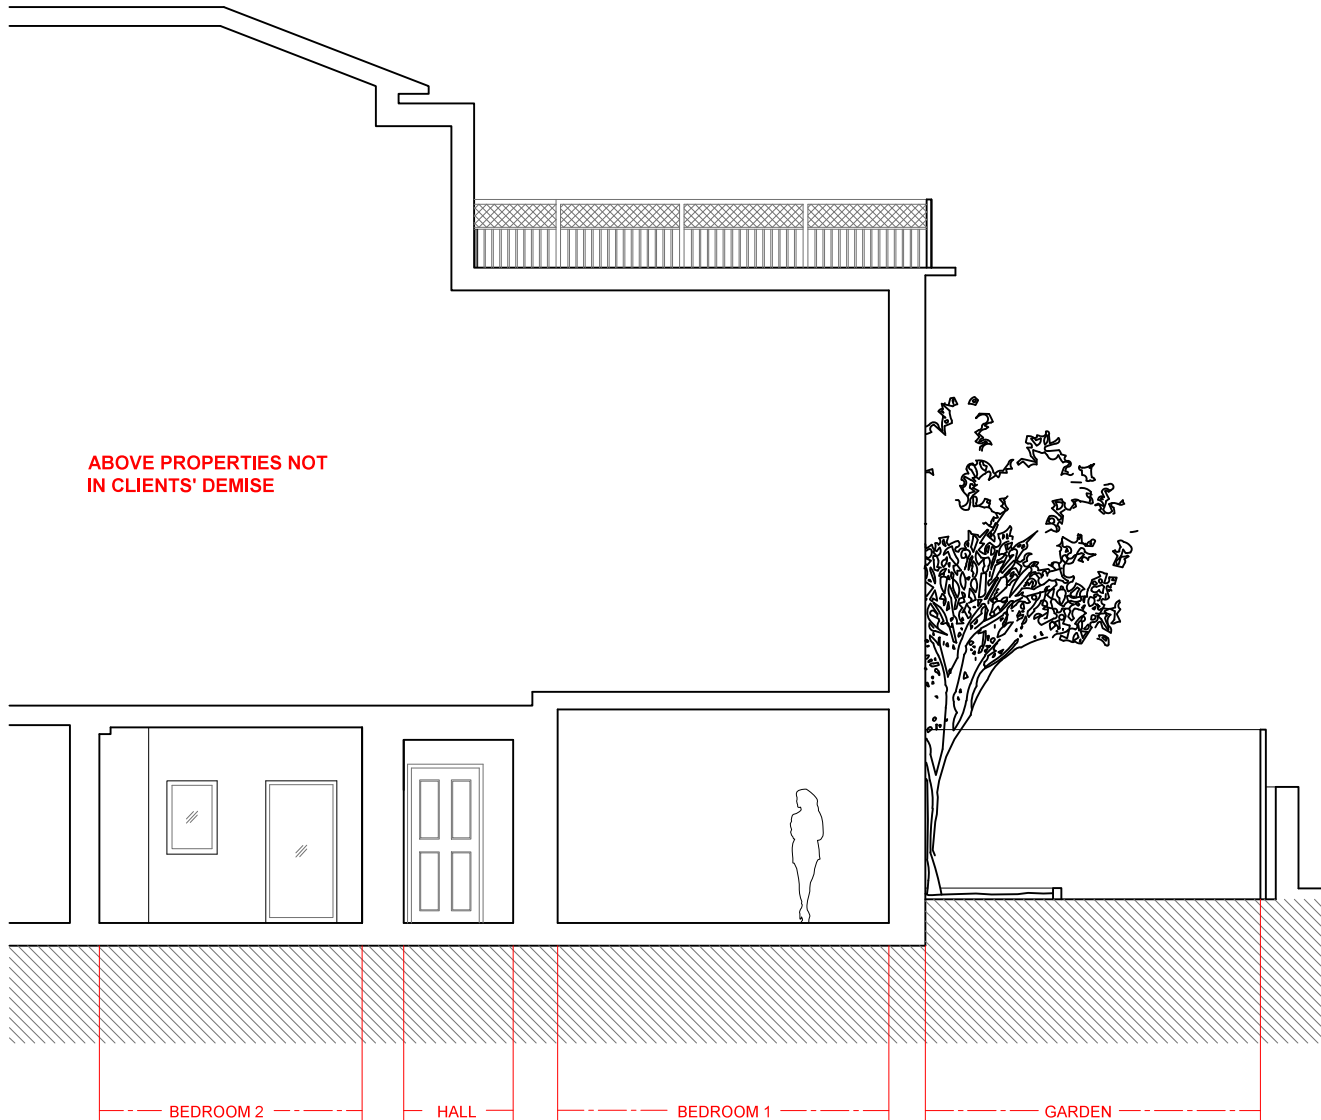 ABOVE PROPERTIES NOT
IN CLIENTS' DEMISE
BEDROOM 2
HALL
BEDROOM 1
GARDEN